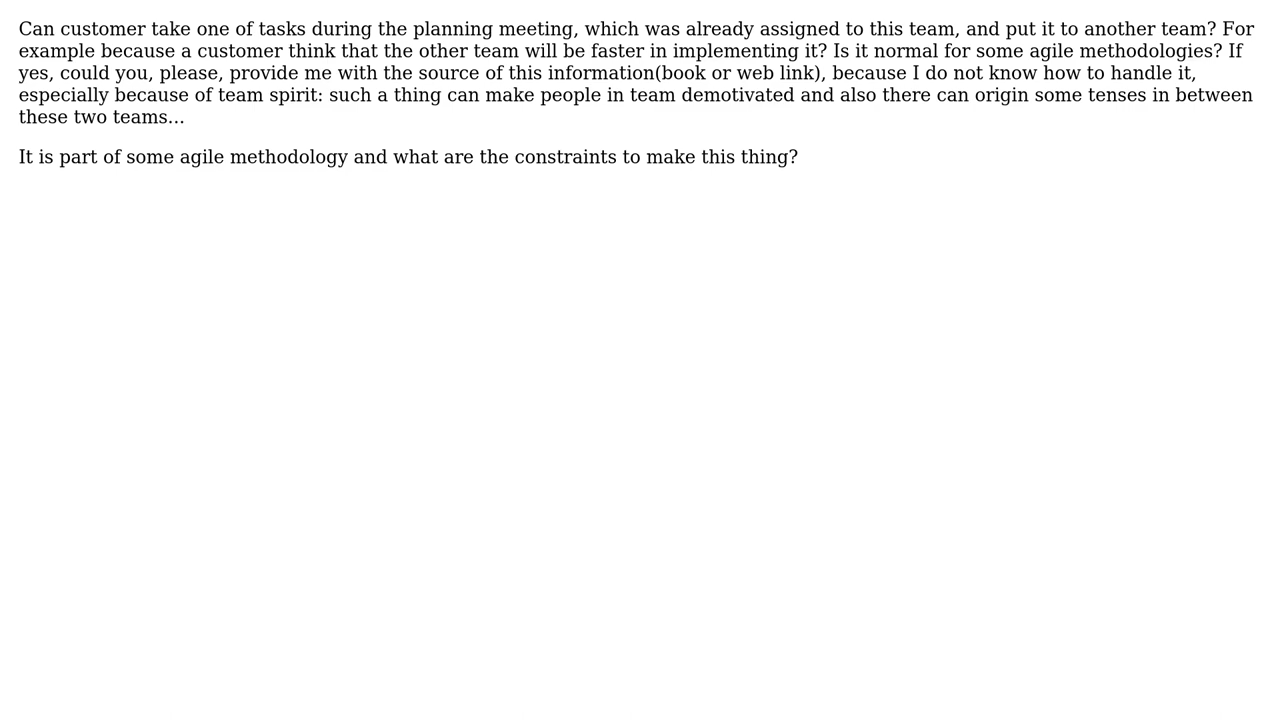 Can customer take one of tasks during the planning meeting, which was already assigned to this team, and put it to another team? For
example because a customer think that the other team will be faster in implementing it? Is it normal for some agile methodologies? If
yes, could you, please, provide me with the source of this information(book or web link), because I do not know how to handle it,
especially because of team spirit: such a thing can make people in team demotivated and also there can origin some tenses in between
these two teams...
It is part of some agile methodology and what are the constraints to make this thing?